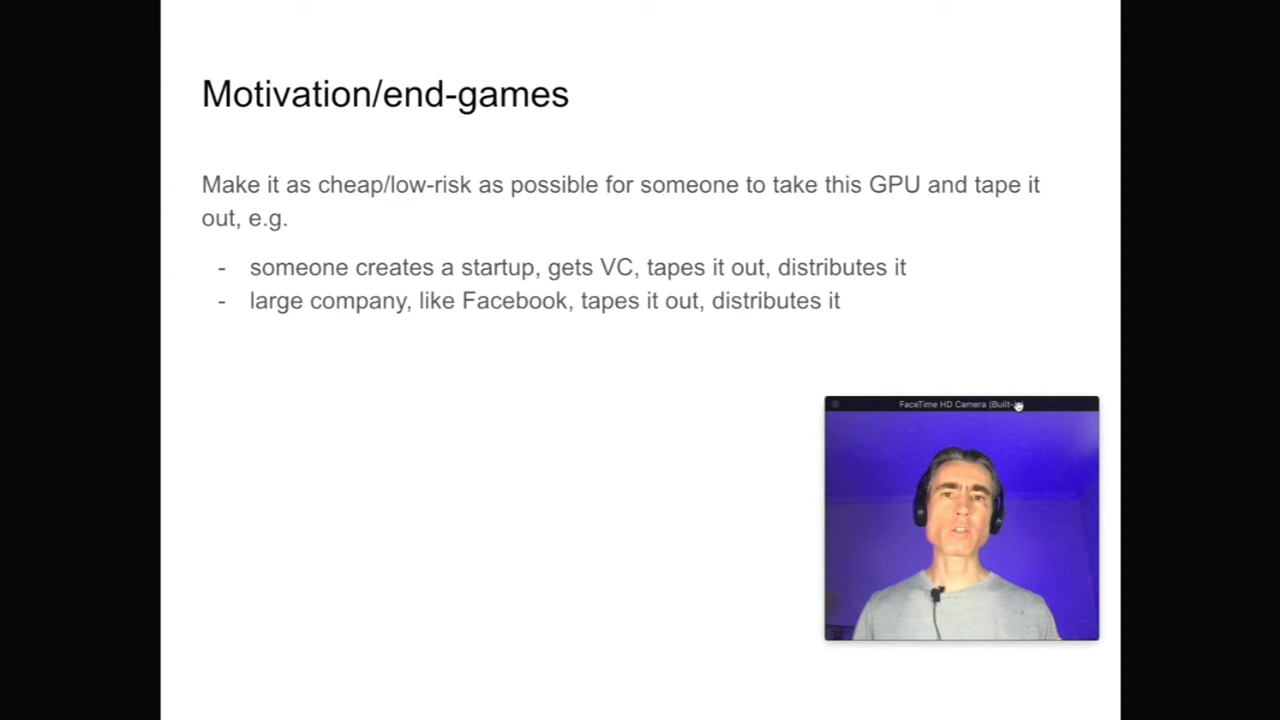 Motivation/end-games
Make it as cheap/low-risk as possible for someone to take this GPU and tape it
out, e.g.
- someone creates a startup, gets VC, tapes it out, distributes it
- large company, like Facebook, tapes it out, distributes it
FaceTime HD Camera